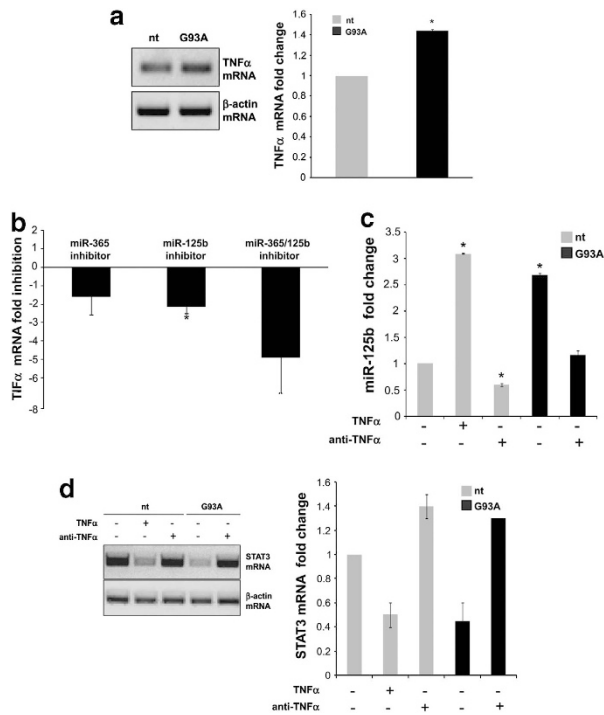 a
nt G93A
TNFα mRNA
β-actin mRNA
nt
G93A
TNFα mRNA fold change
1.6
1.4
1.2
1
0.8
0.6
0.4
0.2
0
*
b
miR-365 inhibitor
miR-125b inhibitor
miR-365/125b inhibitor
TIFα mRNA fold inhibition
2
0
-1
-2
-3
-4
-5
-6
-8
*
c
nt
G93A
miR-125b fold change
3.5
3
2.5
2
1.5
1
0.5
0
* * *
TNFα - + - - -
anti-TNFα - - + - +
d
nt G93A
TNFα - + - - -
anti-TNFα - - + - +
STAT3 mRNA
β-actin mRNA
nt
G93A
STAT3 mRNA fold change
1.6
1.4
1.2
1
0.8
0.6
0.4
0.2
0
TNFα - + - - -
anti-TNFα - - + - +